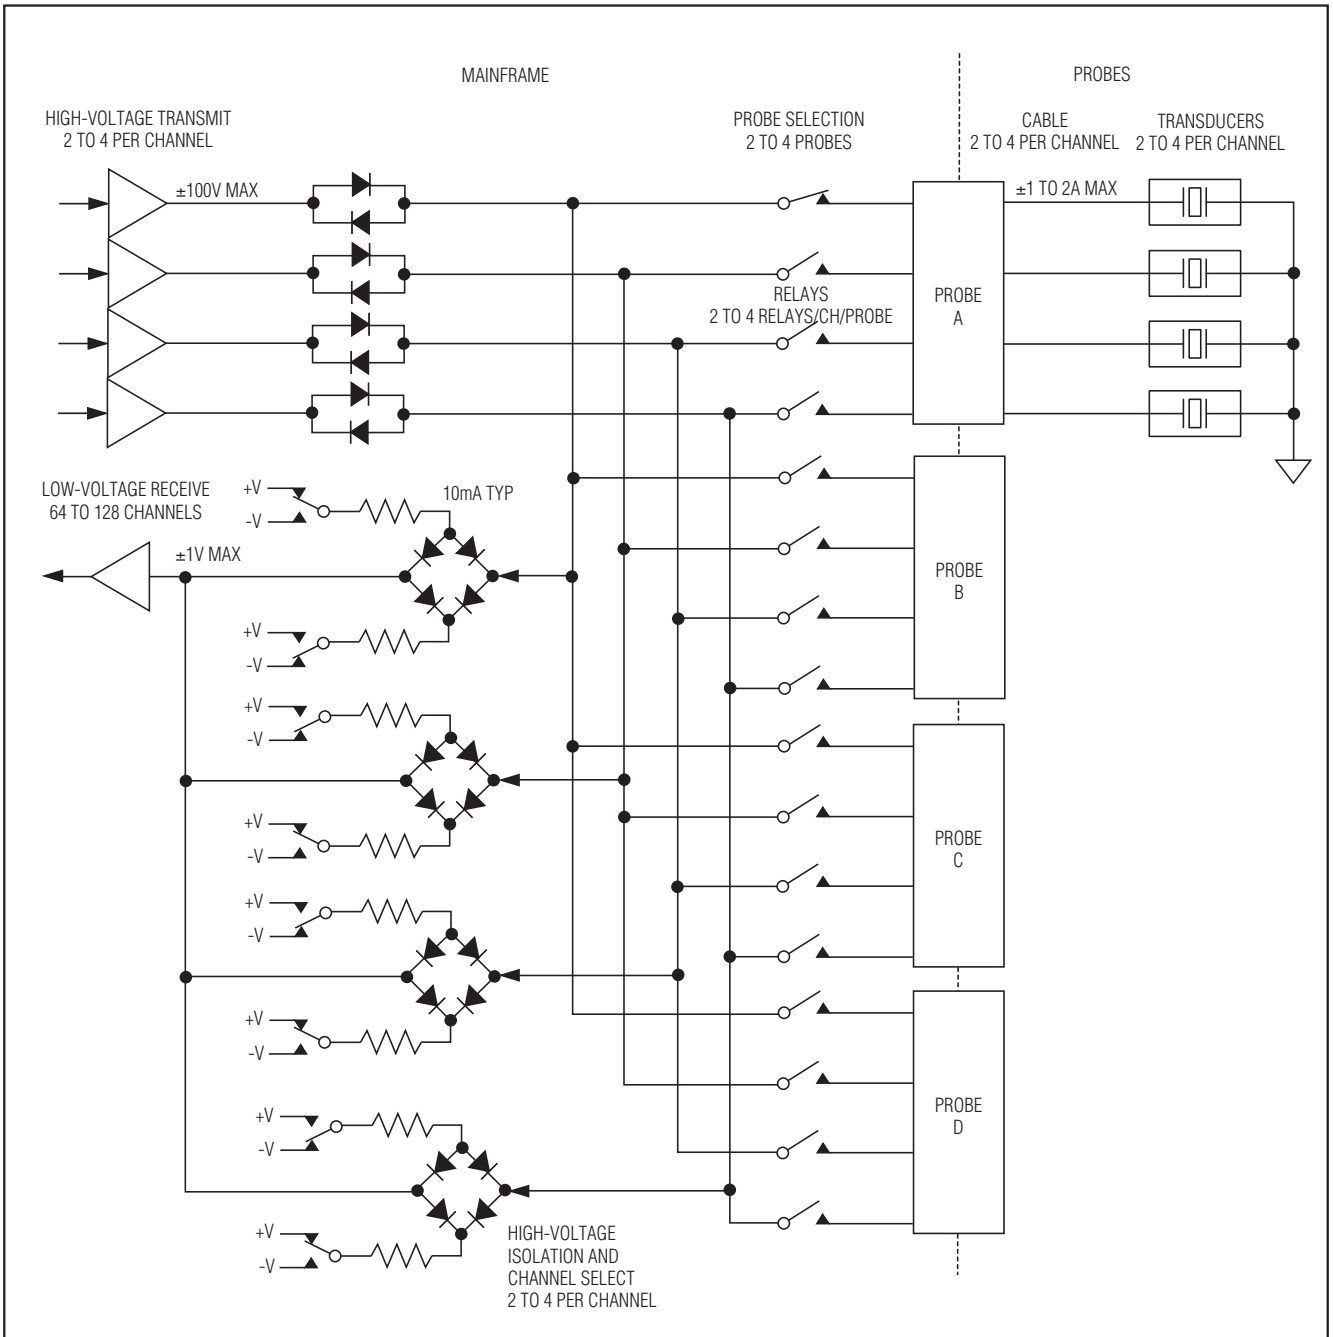 MAINFRAME
PROBES
HIGH-VOLTAGE TRANSMIT
2 TO 4 PER CHANNEL
PROBE SELECTION
2 TO 4 PROBES
CABLE
2 TO 4 PER CHANNEL
TRANSDUCERS
2 TO 4 PER CHANNEL
±100V MAX
±1 TO 2A MAX
RELAYS
2 TO 4 RELAYS/CH/PROBE
PROBE
A
LOW-VOLTAGE RECEIVE
64 TO 128 CHANNELS
+V
-V
10mA TYP
±1V MAX
PROBE
B
+V
-V
+V
-V
+V
-V
PROBE
C
+V
-V
+V
-V
PROBE
D
+V
-V
+V
-V
HIGH-VOLTAGE
ISOLATION AND
CHANNEL SELECT
2 TO 4 PER CHANNEL